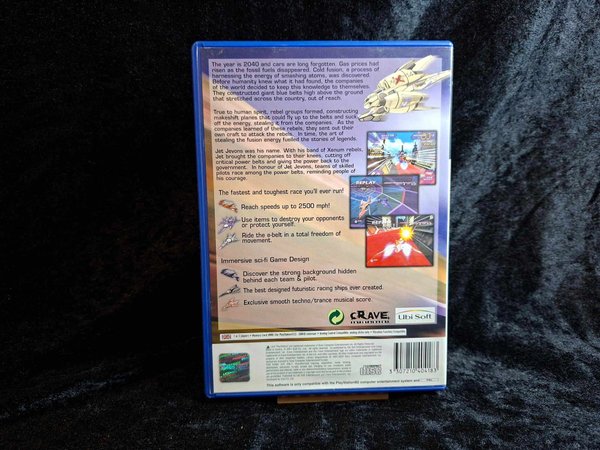 The year is 2040 and cars are long forgotten. Gas prices had
risen as the fossil fuels disappeared. Cold fusion, a process of
harnessing the energy of smashing atoms, was discovered.
Before humanity knew what it had found, the companies
of the world decided to keep this knowledge to themselves.
They constructed giant blue belts high above the ground
that stretched across the country, out of reach.
True to human spirit, rebel groups formed, constructing
makeshift planes that could fly up to the belts and suck
off the energy, stealing it from the companies. As the
companies learned of these rebels, they sent out their
own craft to attack the rebels. In time, the art of
stealing the fusion energy fuelled the stories of legends.
Jet Jevons was his name. With his band of Xenum rebels,
Jet brought the companies to their knees, cutting off
critical power belts and giving the power back to the
government. In honour of Jet Jevons, teams of skilled
pilots race among the power belts, reminding people of
his courage.
The fastest and toughest race you'll ever run!
Reach speeds up to 2500 mph!
Use items to destroy your opponents
or protect yourself.
Ride the e-belt in a total freedom of
movement.
Immersive sci-fi Game Design
Discover the strong background hidden
behind each team & pilot.
The best designed futuristic racing ships ever created.
Exclusive smooth techno/trance musical score.
REPLAY
CRAVE
Ubi Soft
This software is only compatible with the PlayStation®2 computer entertainment system and
3 307210 404183